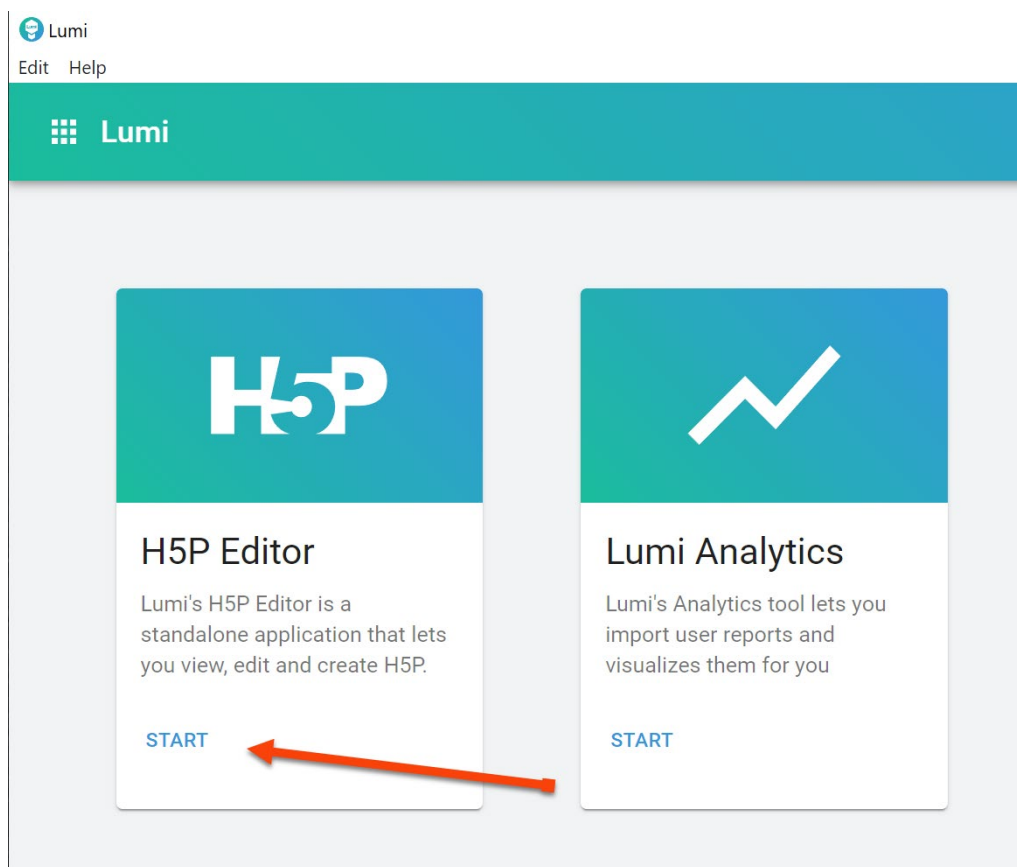 Lumi
Edit Help
Lumi
H5P
H5P Editor
Lumi's H5P Editor is a
standalone application that lets
you view, edit and create H5P.
START
Lumi Analytics
Lumi's Analytics tool lets you
import user reports and
visualizes them for you
START